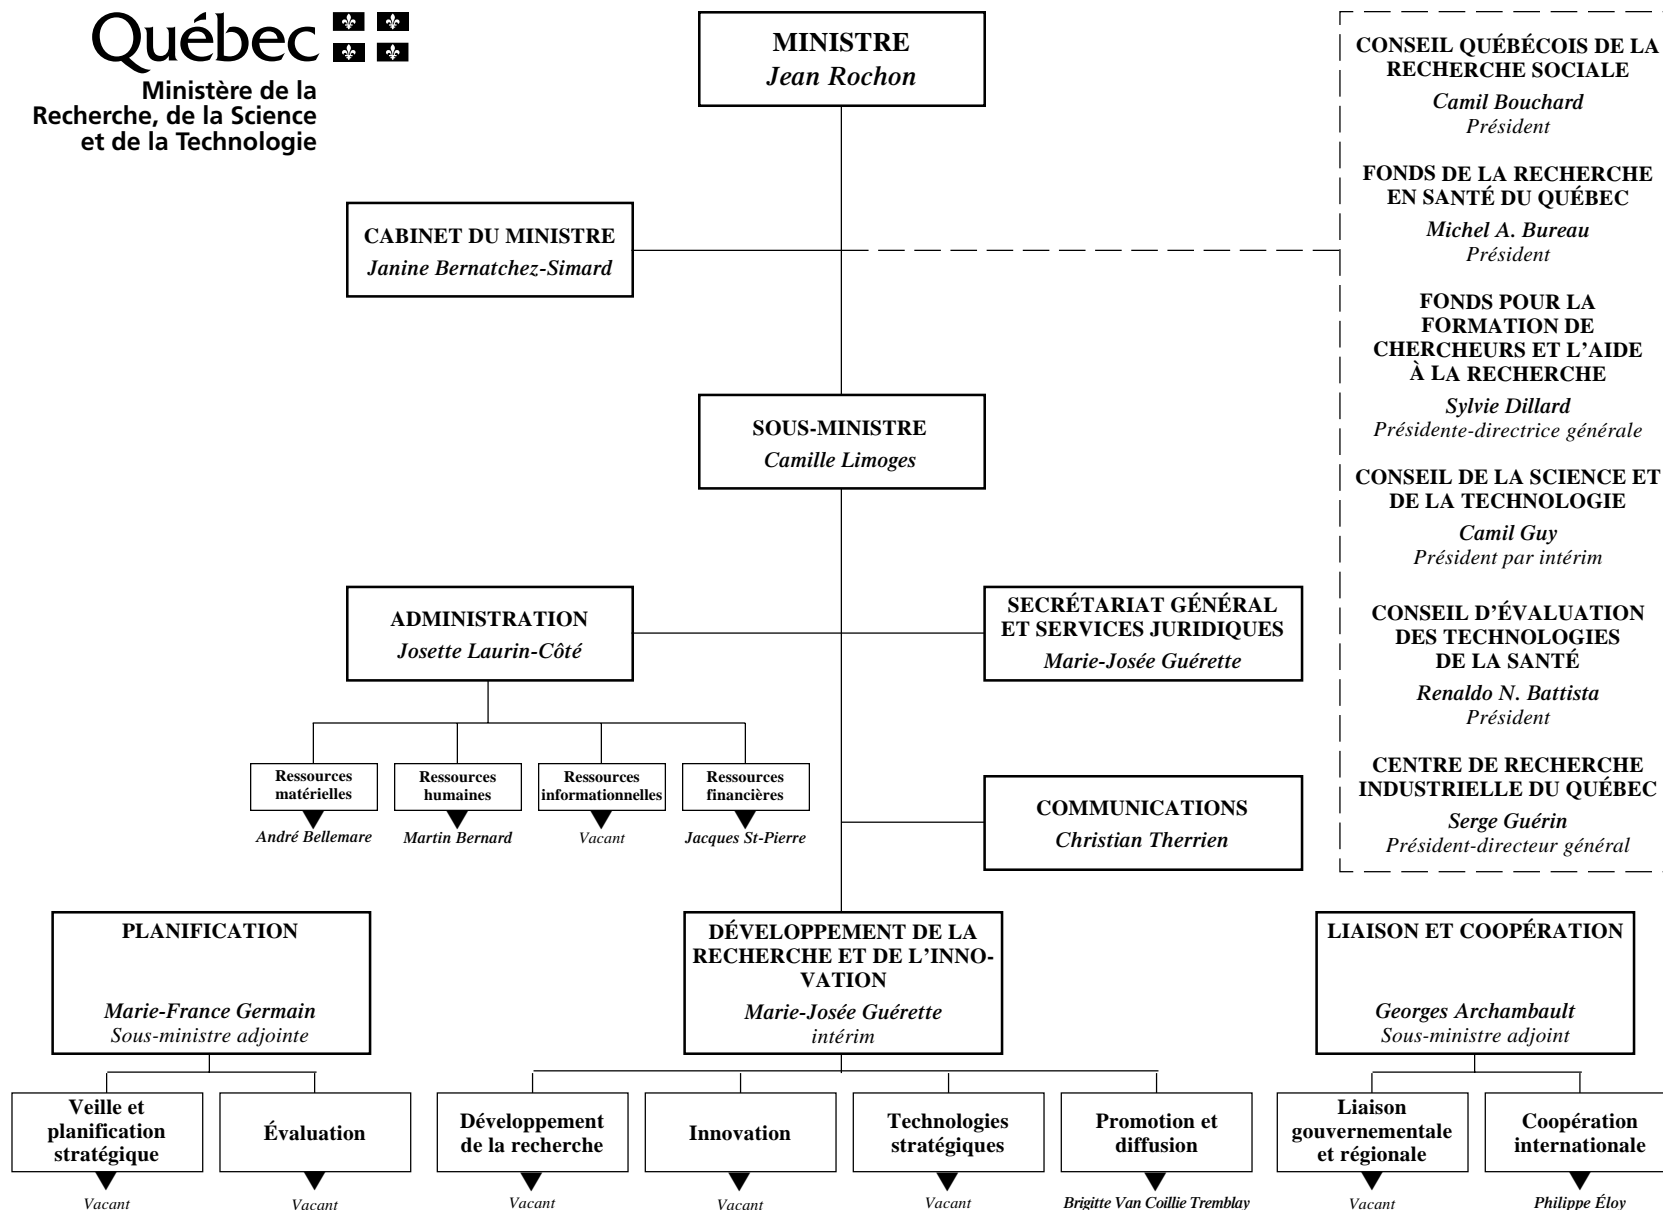 Québec
Ministère de la
Recherche, de la Science
et de la Technologie
MINISTRE
Jean Rochon
CABINET DU MINISTRE
Janine Bernatchez-Simard
SOUS-MINISTRE
Camille Limoges
ADMINISTRATION
Josette Laurin-Côté
SECRÉTARIAT GÉNÉRAL
ET SERVICES JURIDIQUES
Marie-Josée Guérette
Ressources
matérielles
André Bellemare
Ressources
humaines
Martin Bernard
Ressources
informationnelles
Vacant
Ressources
financières
Jacques St-Pierre
COMMUNICATIONS
Christian Therrien
CONSEIL QUÉBÉCOIS DE LA
RECHERCHE SOCIALE
Camil Bouchard
Président
FONDS DE LA RECHERCHE
EN SANTÉ DU QUÉBEC
Michel A. Bureau
Président
FONDS POUR LA
FORMATION DE
CHERCHEURS ET L'AIDE
À LA RECHERCHE
Sylvie Dillard
Présidente-directrice générale
CONSEIL DE LA SCIENCE ET
DE LA TECHNOLOGIE
Camil Guy
Président par intérim
CONSEIL D'ÉVALUATION
DES TECHNOLOGIES
DE LA SANTÉ
Renaldo N. Battista
Président
CENTRE DE RECHERCHE
INDUSTRIELLE DU QUÉBEC
Serge Guérin
Président-directeur général
PLANIFICATION
Marie-France Germain
Sous-ministre adjointe
Veille et
planification
stratégique
Vacant
Évaluation
Vacant
DÉVELOPPEMENT DE LA
RECHERCHE ET DE L'INNO-
VATION
Marie-Josée Guérette
intérim
Développement
de la recherche
Vacant
Innovation
Vacant
Technologies
stratégiques
Vacant
Promotion et
diffusion
Brigitte Van Coillie Tremblay
LIAISON ET COOPÉRATION
Georges Archambault
Sous-ministre adjoint
Liaison
gouvernementale
et régionale
Vacant
Coopération
internationale
Philippe Éloy